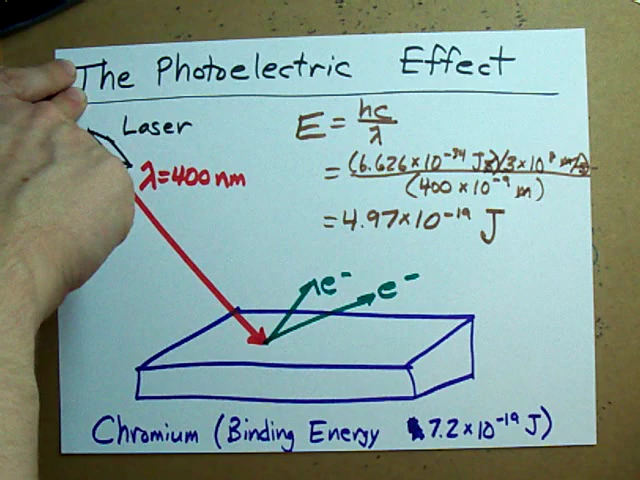 The Photoelectric Effect
Laser
λ=400 nm
E = hc/λ
= (6.626×10⁻³⁴ Js)(3×10⁸ m/s)/(400×10⁻⁹ m)
= 4.97×10⁻¹⁹ J
e⁻ e⁻
Chromium (Binding Energy 7.2×10⁻¹⁹ J)